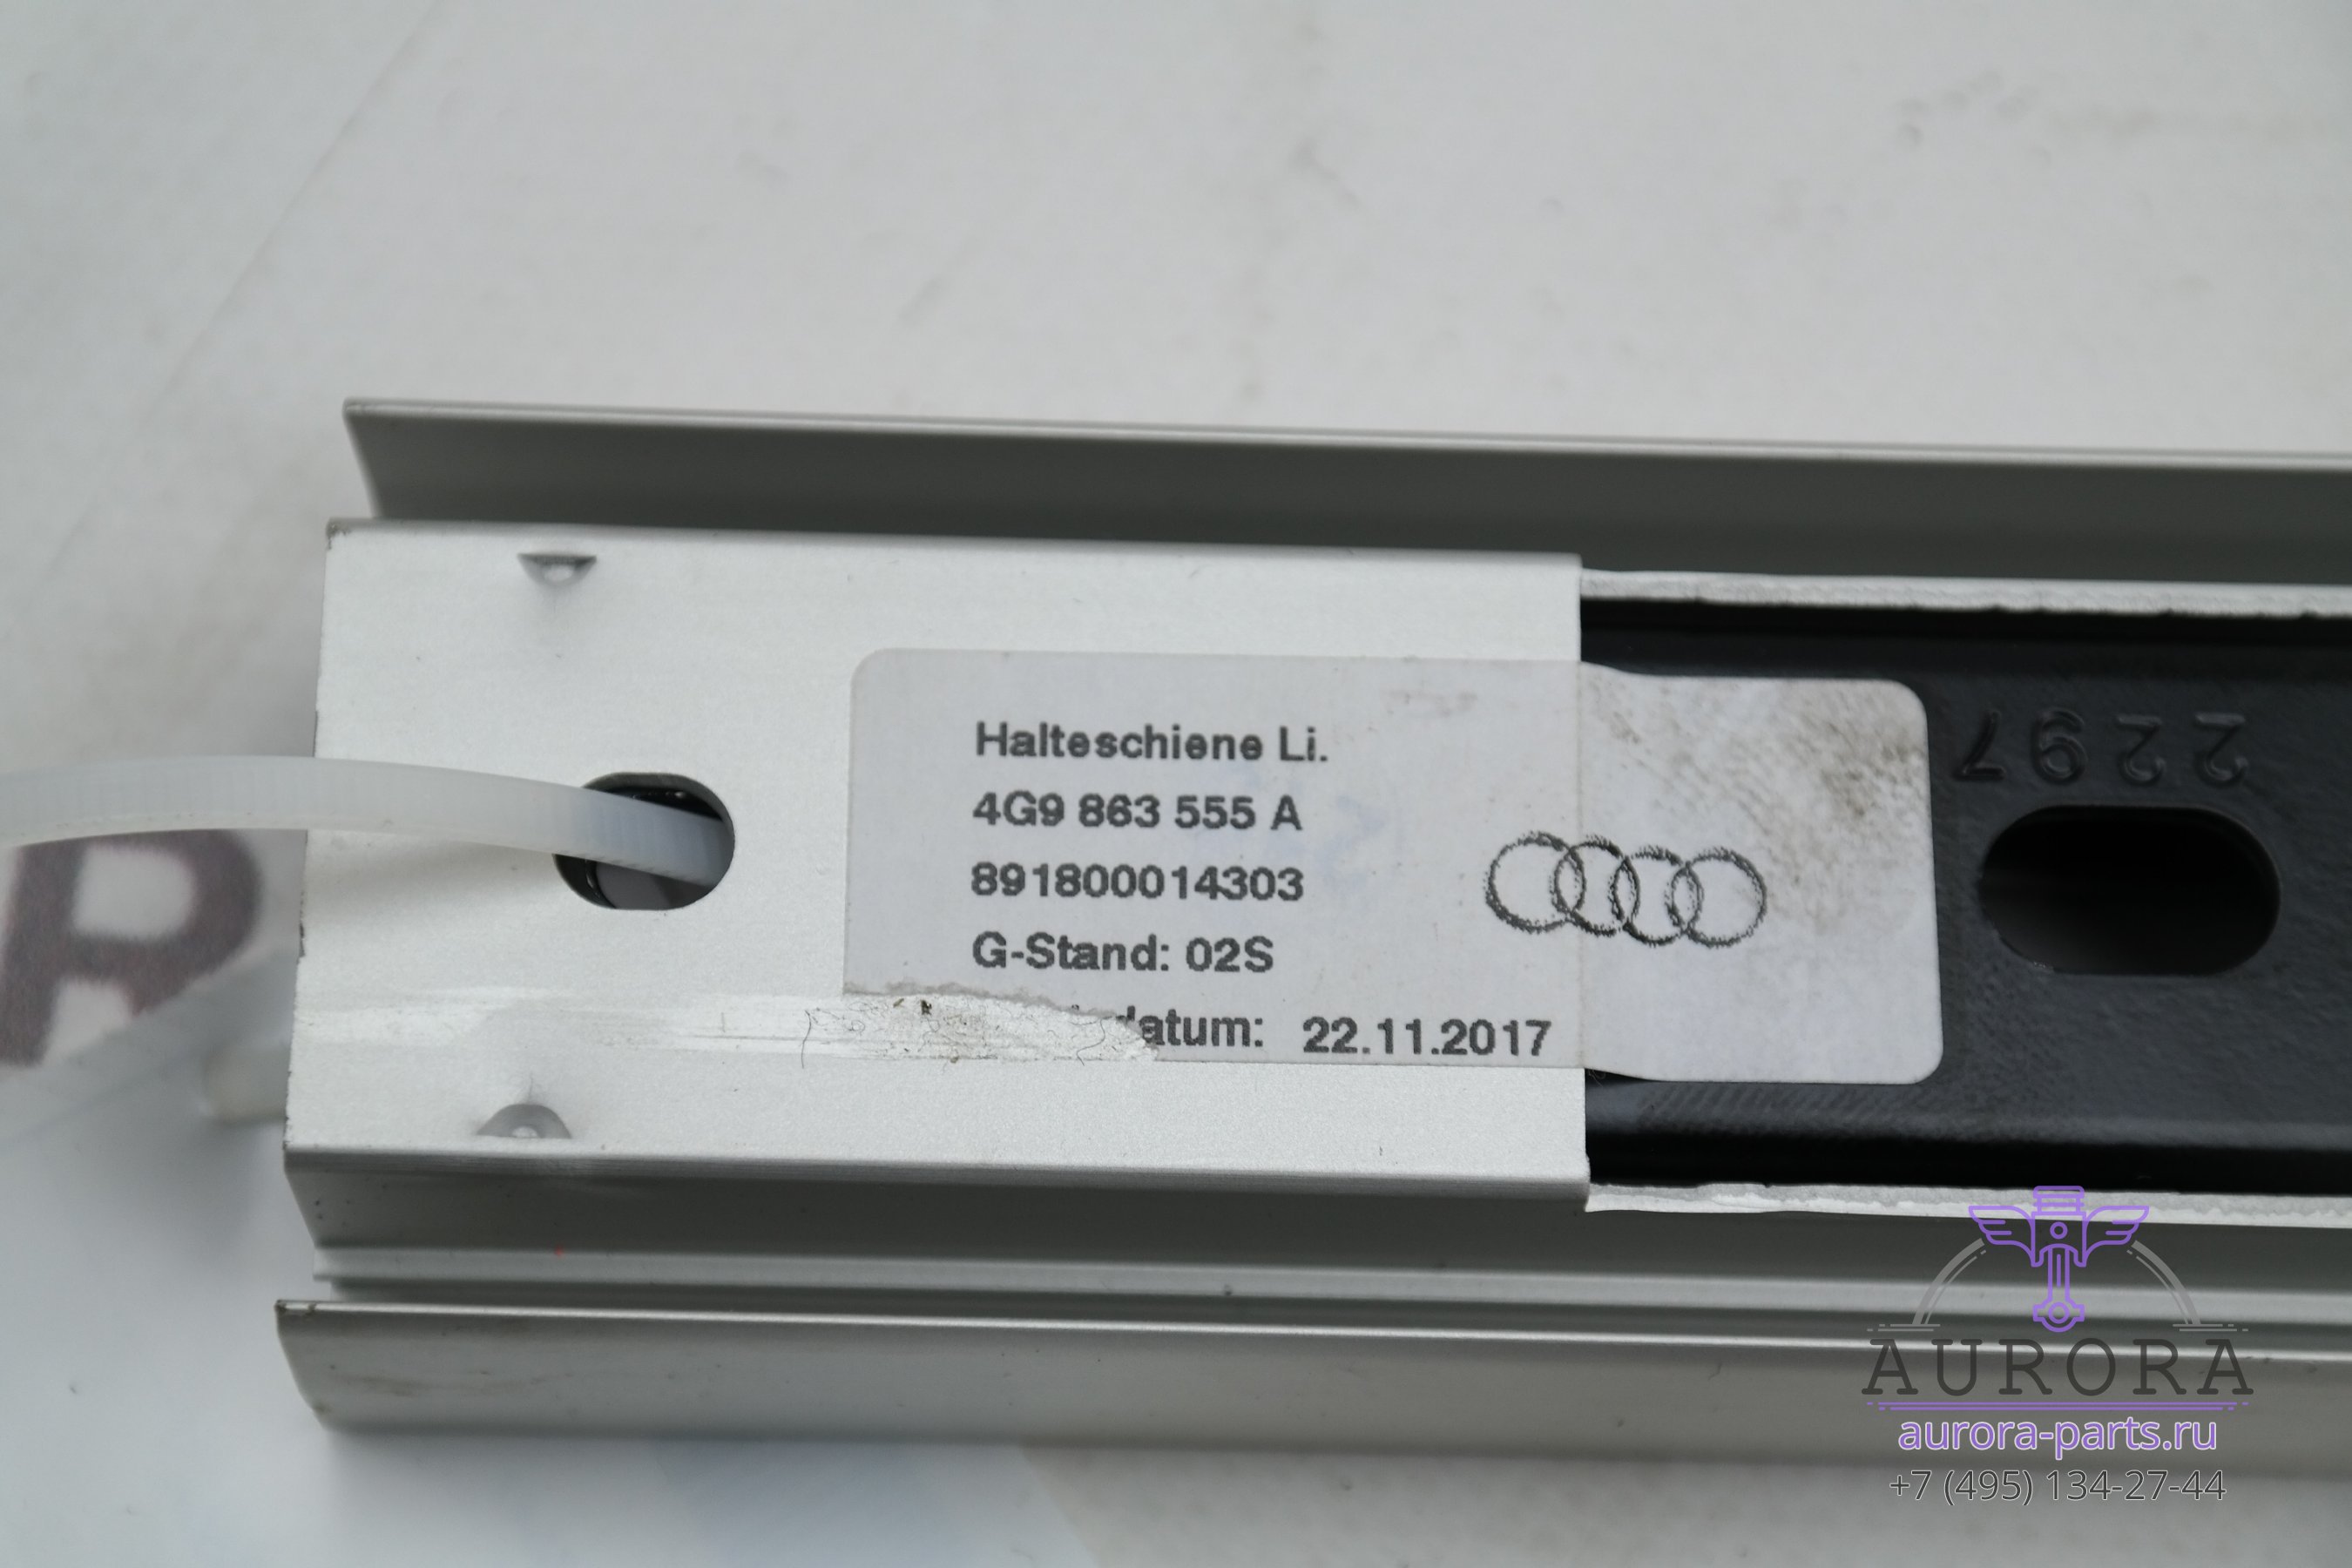 Halteschiene Li.
4G9 863 555 A
891800014303
G-Stand: 02S
datum: 22.11.2017
2297
R
AURORA
aurora-parts.ru
+7 (495) 134-27-44